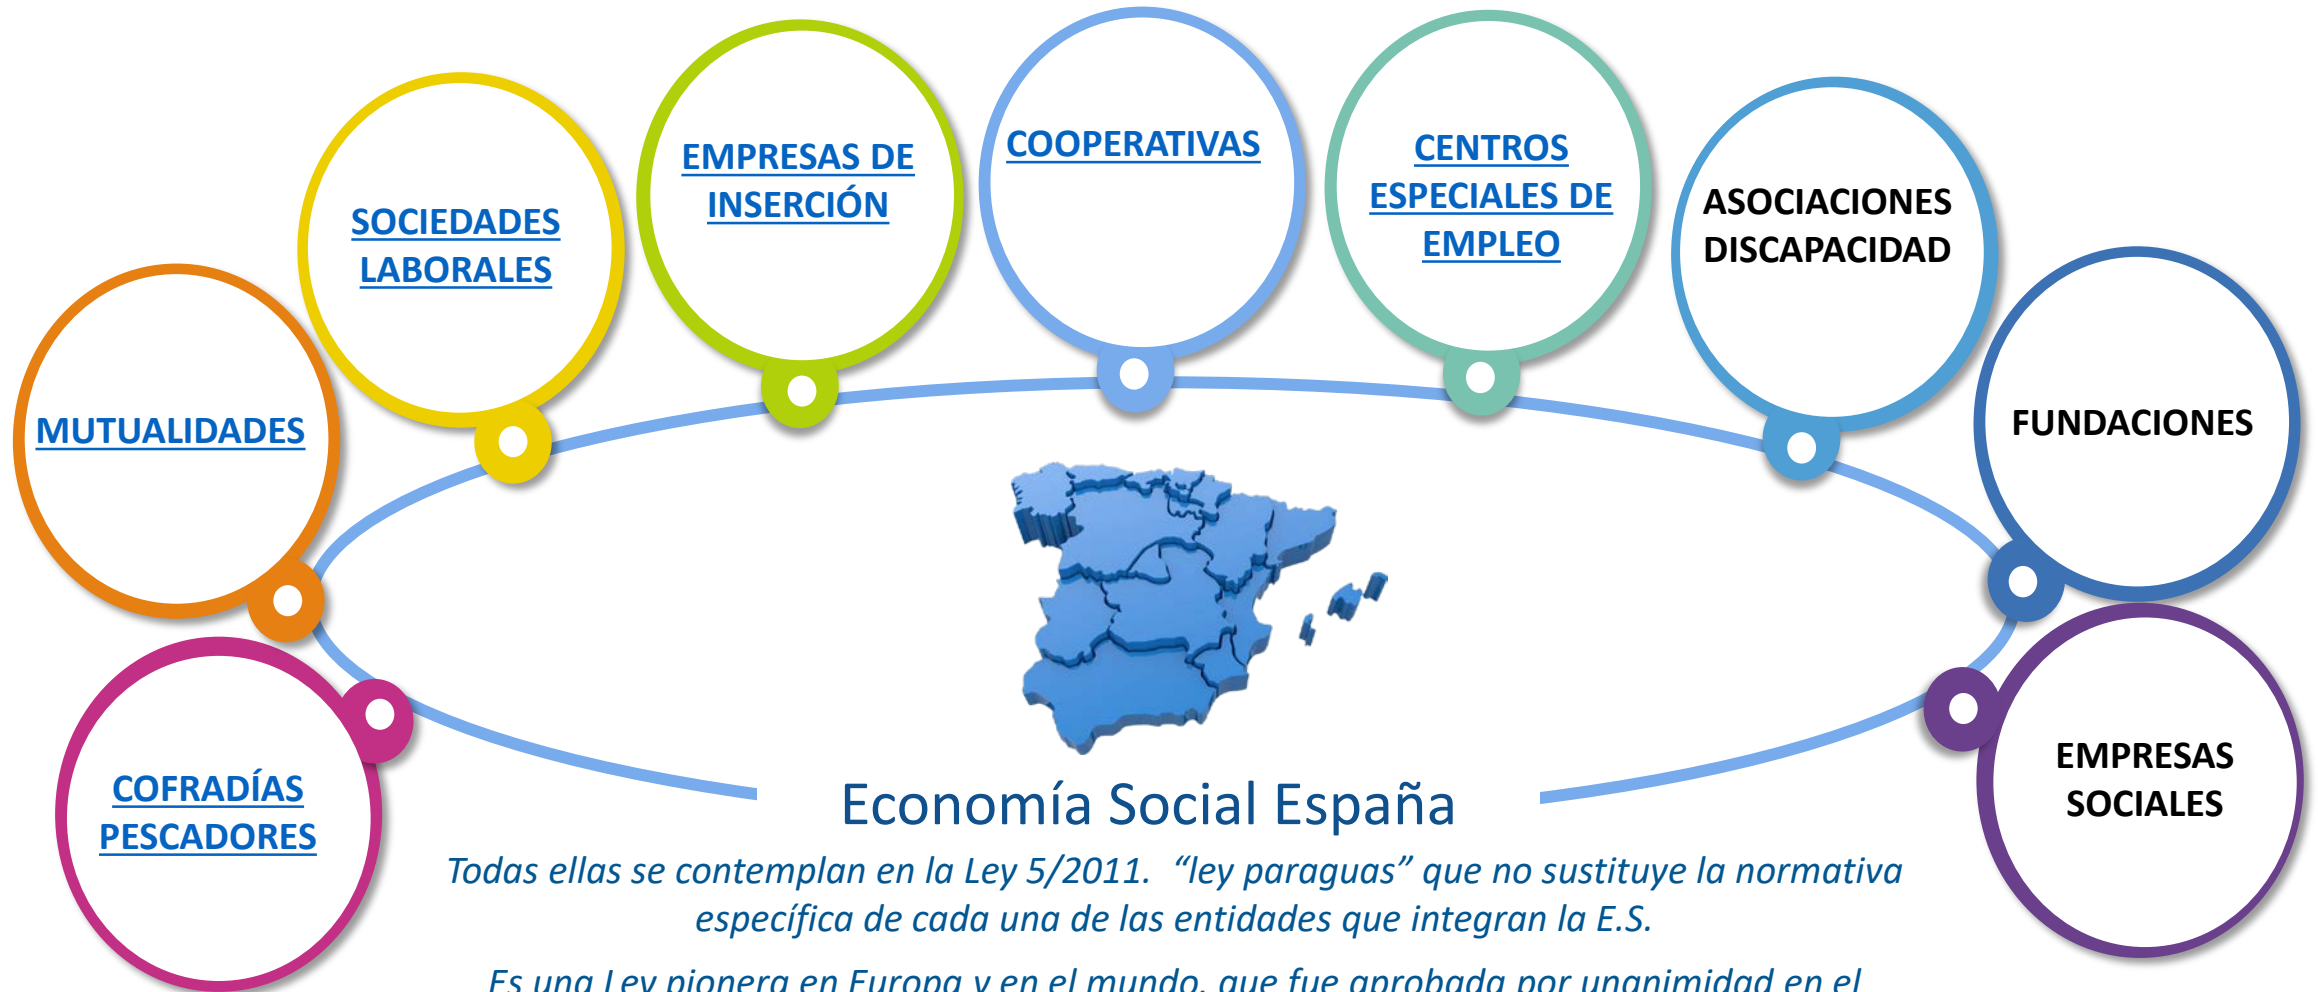 MUTUALIDADES
SOCIEDADES
LABORALES
EMPRESAS DE
INSERCIÓN
COOPERATIVAS
CENTROS
ESPECIALES DE
EMPLEO
ASOCIACIONES
DISCAPACIDAD
FUNDACIONES
COFRADÍAS
PESCADORES
EMPRESAS
SOCIALES
Economía Social España
Todas ellas se contemplan en la Ley 5/2011. “ley paraguas” que no sustituye la normativa
específica de cada una de las entidades que integran la E.S.
Es una Ley pionera en Europa y en el mundo, que fue aprobada por unanimidad en el